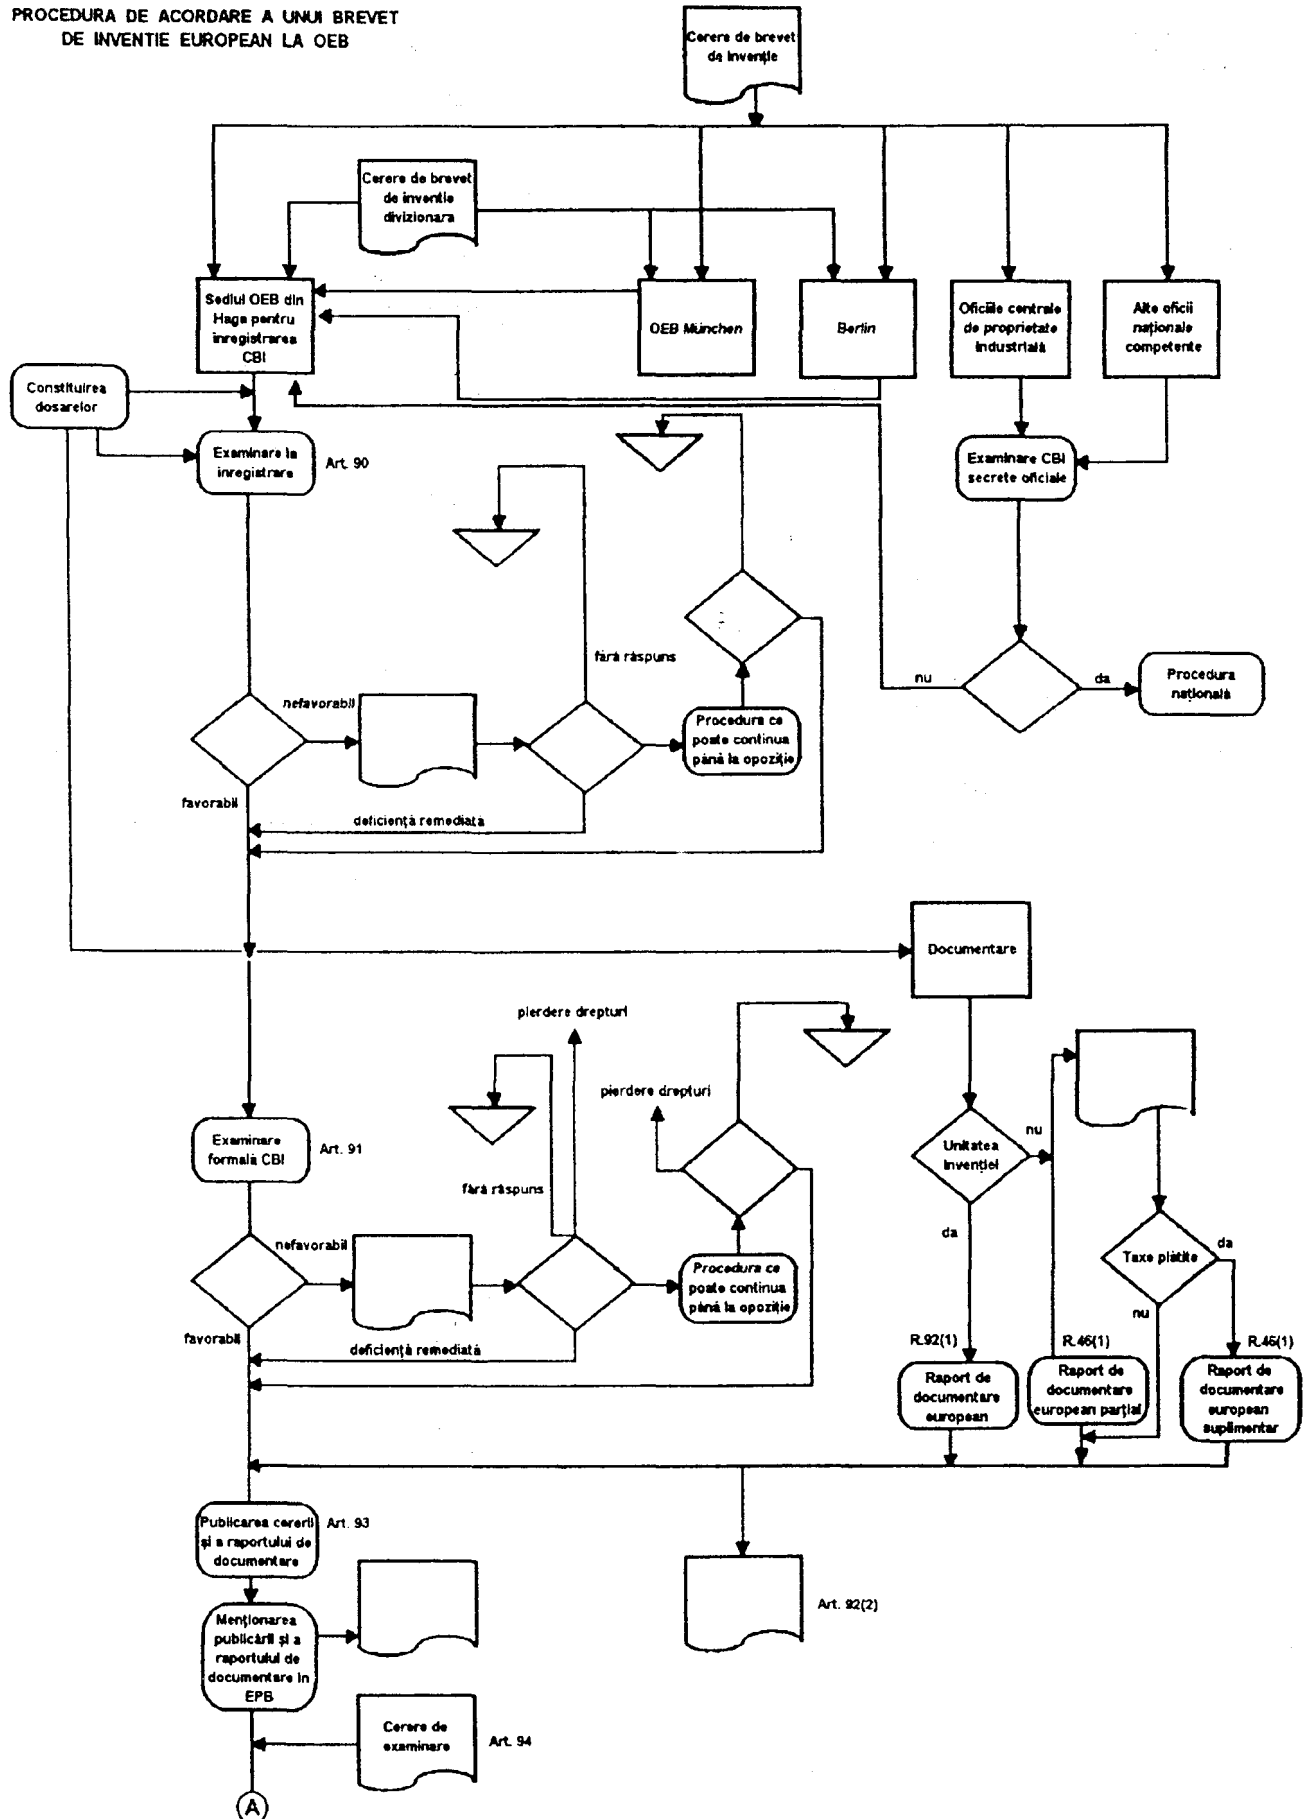 PROCEDURA DE ACORDARE A UNUI BREVET
DE INVENTIE EUROPEAN LA OEB
Cerere de brevet
de invenție
Cerere de brevet
de inventie
divizionara
Sediul OEB din
Haga pentru
inregistrarea
CBI
OEB München
Berlin
Oficiile centrale
de proprietate
industrială
Alte oficii
naționale
competente
Constituirea
dosarelor
Examinare la
inregistrare
Art. 90
Examinare CBI
secrete oficiale
fără răspuns
nu
da
Procedura
națională
nefavorabil
Procedura ce
poate continua
până la opoziție
favorabil
deficiență remediată
Documentare
pierdere drepturi
pierdere drepturi
Examinare
formală CBI
Art. 91
Unitatea
invenției
nu
fără răspuns
da
nefavorabil
Procedura ce
poate continua
până la opoziție
Taxe plătite
da
nu
favorabil
deficiență remediată
R.92(1)
R.46(1)
R.46(1)
Raport de
documentare
european
Raport de
documentare
european parțial
Raport de
documentare
european
suplimentar
Publicarea cererii
și a raportului de
documentare
Art. 93
Menționarea
publicării și a
raportului de
documentare in
EPB
Art. 92(2)
Cerere de
examinare
Art. 94
A